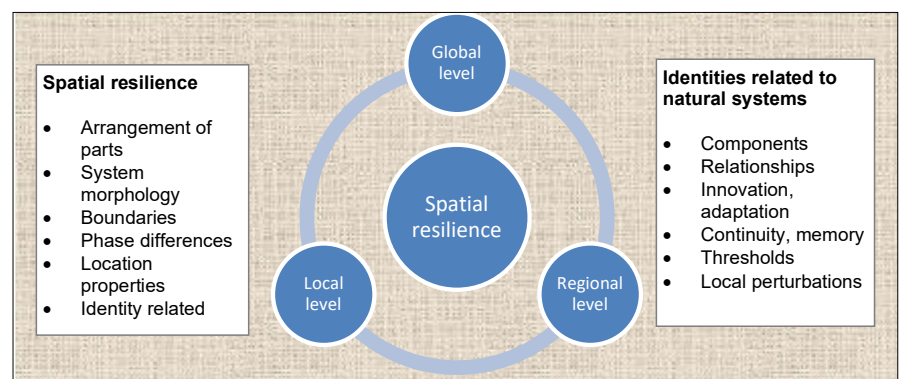 Spatial resilience
• Arrangement of
parts
• System
morphology
• Boundaries
• Phase differences
• Location
properties
• Identity related
Global
level
Spatial
resilience
Local
level
Regional
level
Identities related to
natural systems
• Components
• Relationships
• Innovation,
adaptation
• Continuity, memory
• Thresholds
• Local perturbations